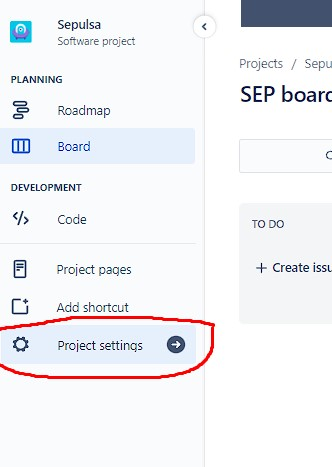 Sepulsa
Software project
PLANNING
Roadmap
Board
DEVELOPMENT
Code
Project pages
Add shortcut
Project settings
Projects / Sepu
SEP board
TO DO
+ Create issu